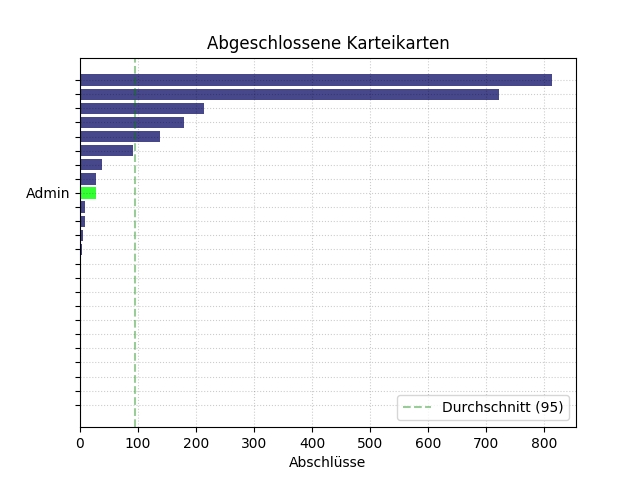 Abgeschlossene Karteikarten
Admin
Durchschnitt (95)
0 100 200 300 400 500 600 700 800
Abschlüsse